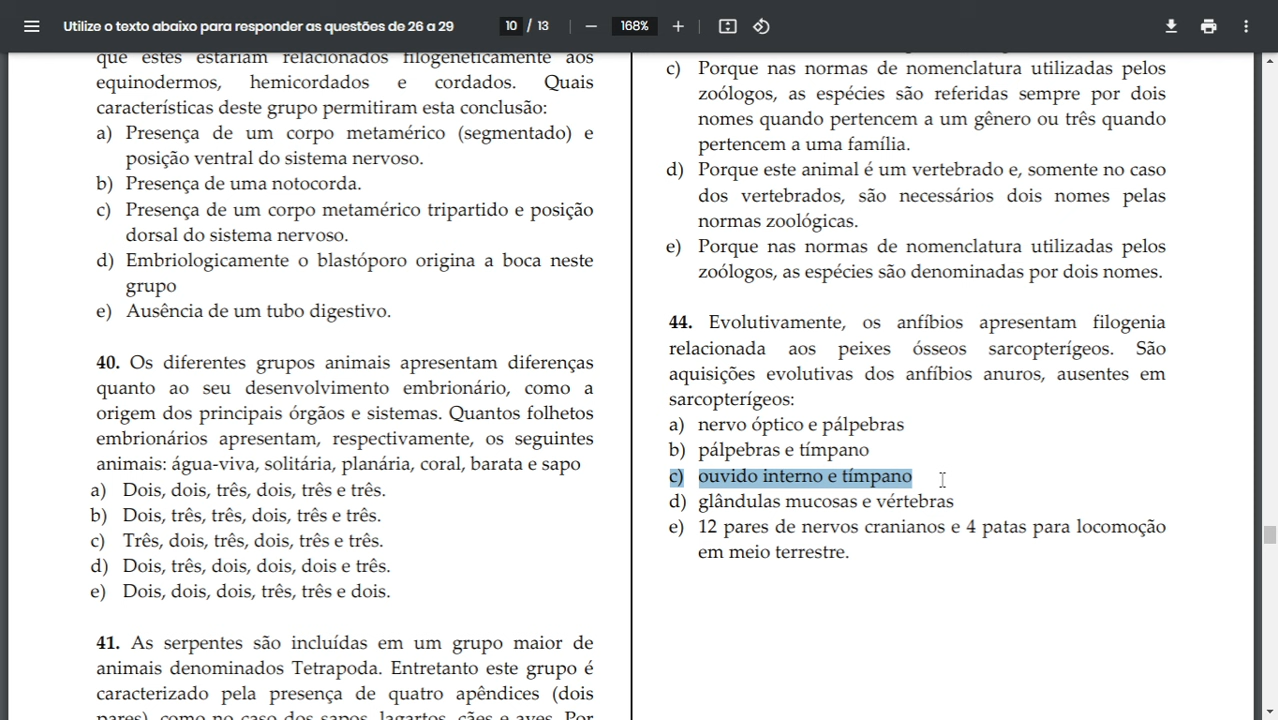 Utilize o texto abaixo para responder as questões de 26 a 29
10 / 13
168%
que estes estariam relacionados filogeneticamente aos
equinodermos, hemicordados e cordados. Quais
características deste grupo permitiram esta conclusão:
a) Presença de um corpo metamérico (segmentado) e
posição ventral do sistema nervoso.
b) Presença de uma notocorda.
c) Presença de um corpo metamérico tripartido e posição
dorsal do sistema nervoso.
d) Embriologicamente o blastóporo origina a boca neste
grupo
e) Ausência de um tubo digestivo.
40. Os diferentes grupos animais apresentam diferenças
quanto ao seu desenvolvimento embrionário, como a
origem dos principais órgãos e sistemas. Quantos folhetos
embrionários apresentam, respectivamente, os seguintes
animais: água-viva, solitária, planária, coral, barata e sapo
a) Dois, dois, três, dois, três e três.
b) Dois, três, três, dois, três e três.
c) Três, dois, três, dois, três e três.
d) Dois, três, dois, dois, dois e três.
e) Dois, dois, dois, três, três e dois.
41. As serpentes são incluídas em um grupo maior de
animais denominados Tetrapoda. Entretanto este grupo é
caracterizado pela presença de quatro apêndices (dois
pares), como no caso dos sapos, lagartos, cães e aves. Por
c) Porque nas normas de nomenclatura utilizadas pelos
zoólogos, as espécies são referidas sempre por dois
nomes quando pertencem a um gênero ou três quando
pertencem a uma família.
d) Porque este animal é um vertebrado e, somente no caso
dos vertebrados, são necessários dois nomes pelas
normas zoológicas.
e) Porque nas normas de nomenclatura utilizadas pelos
zoólogos, as espécies são denominadas por dois nomes.
44. Evolutivamente, os anfíbios apresentam filogenia
relacionada aos peixes ósseos sarcopterígeos. São
aquisições evolutivas dos anfíbios anuros, ausentes em
sarcopterígeos:
a) nervo óptico e pálpebras
b) pálpebras e tímpano
c) ouvido interno e tímpano
d) glândulas mucosas e vértebras
e) 12 pares de nervos cranianos e 4 patas para locomoção
em meio terrestre.